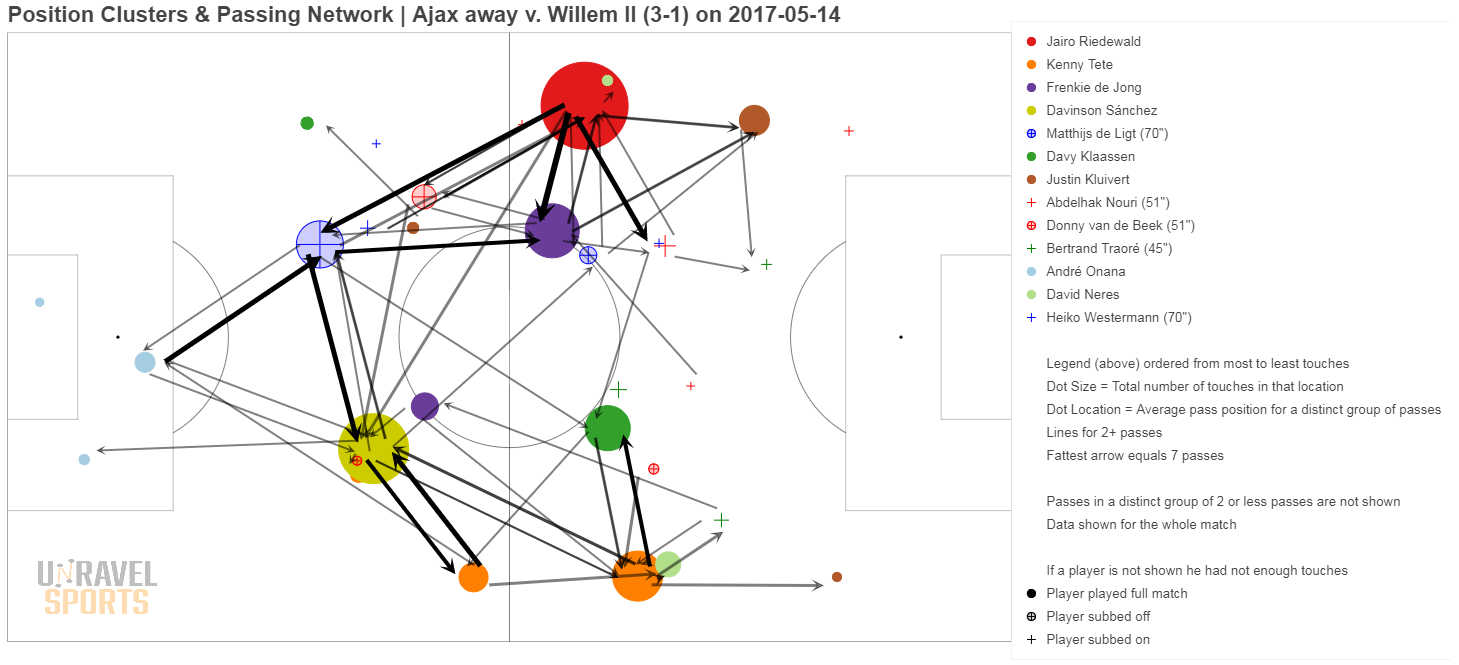 Position Clusters & Passing Network | Ajax away v. Willem II (3-1) on 2017-05-14
Jairo Riedewald
Kenny Tete
Frenkie de Jong
Davinson Sánchez
Matthijs de Ligt (70")
Davy Klaassen
Justin Kluivert
Abdelhak Nouri (51")
Donny van de Beek (51")
Bertrand Traoré (45")
André Onana
David Neres
Heiko Westermann (70")
Legend (above) ordered from most to least touches
Dot Size = Total number of touches in that location
Dot Location = Average pass position for a distinct group of passes
Lines for 2+ passes
Fattest arrow equals 7 passes
Passes in a distinct group of 2 or less passes are not shown
Data shown for the whole match
If a player is not shown he had not enough touches
Player played full match
Player subbed off
Player subbed on
UNRAVEL
SPORTS